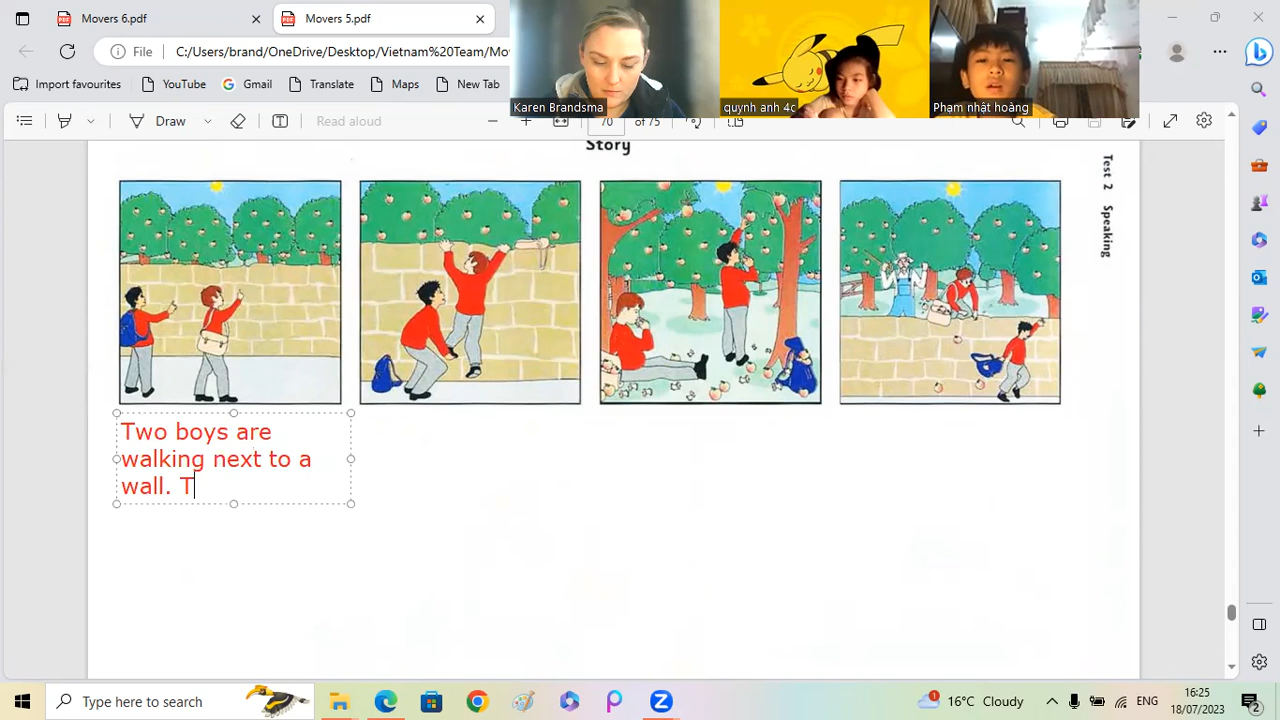 Movers 6.pdf
Movers 5.pdf
File
C:/Users/brand/OneDrive/Desktop/Vietnam%20Team/Mo
Import favourites
YouTube
Gmail
Translate
Maps
New Tab
Karen Brandsma
quynh anh 4c
Phạm nhật hoàng
Draw
Read aloud
70
of 75
Story
Test 2 Speaking
Two boys are
walking next to a
wall. T
Type here to search
16°C Cloudy
ENG
16:25
18/07/2023
1
2